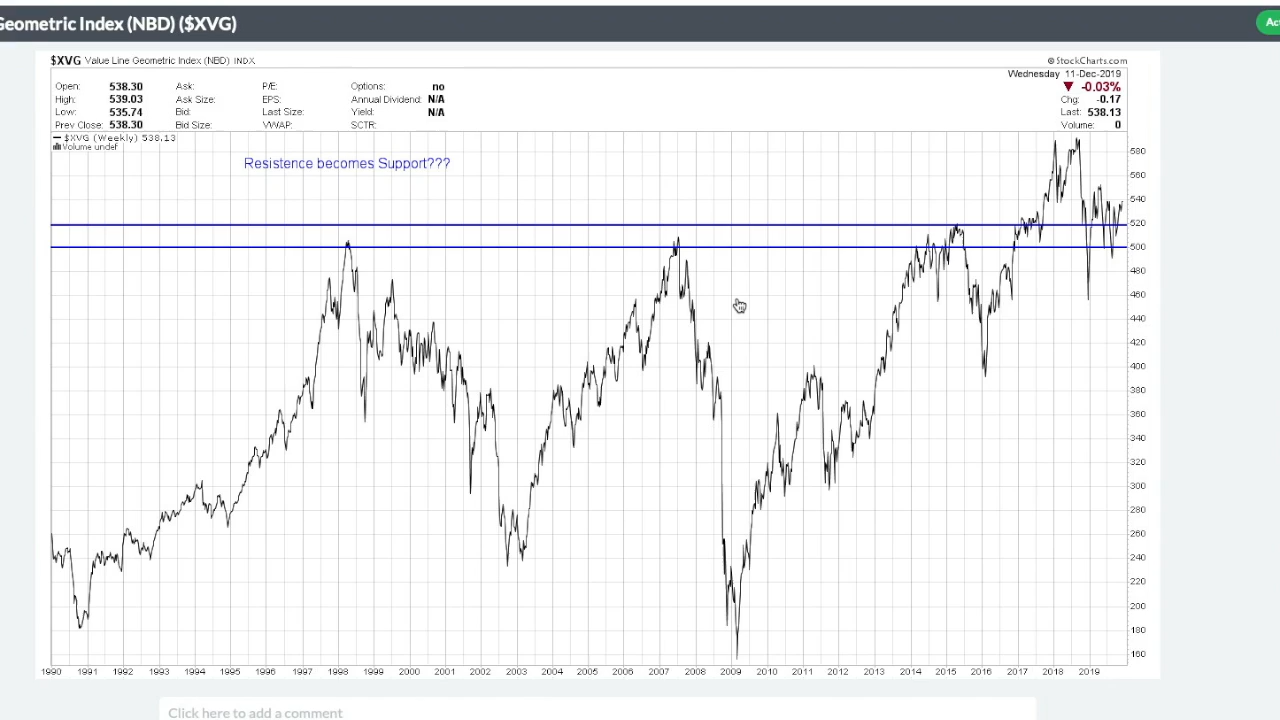 Geometric Index (NBD) ($XVG)
$XVG Value Line Geometric Index (NBD) INDX
© StockCharts.com
Wednesday 11-Dec-2019
Open: 538.30 Ask: P/E: Options: no ▼ -0.03%
High: 539.03 Ask Size: EPS: Annual Dividend: N/A Chg: -0.17
Low: 535.74 Bid: Last Size: Yield: N/A Last: 538.13
Prev Close: 538.30 Bid Size: VWAP: SCTR: Volume: 0
$XVG (Weekly) 538.13
Volume undef
Resistence becomes Support???
580
560
540
520
500
480
460
440
420
400
380
360
340
320
300
280
260
240
220
200
180
160
1990 1991 1992 1993 1994 1995 1996 1997 1998 1999 2000 2001 2002 2003 2004 2005 2006 2007 2008 2009 2010 2011 2012 2013 2014 2015 2016 2017 2018 2019
Click here to add a comment